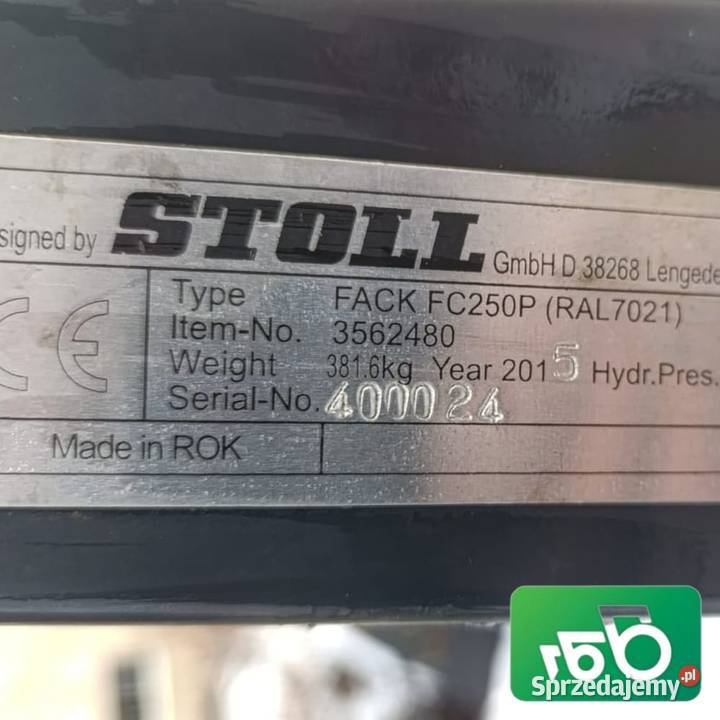 signed by STOLL GmbH D 38268 Lengede
CE
Type FACK FC250P (RAL7021)
Item-No. 3562480
Weight 381.6kg Year 2015 Hydr.Pres.
Serial-No. 400024
Made in ROK
Sprzedajemy.pl